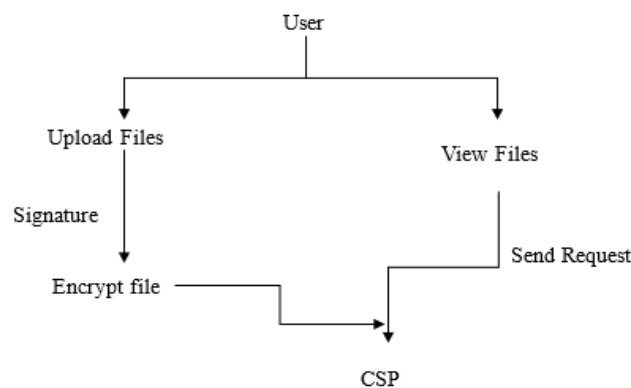 User
Upload Files
View Files
Signature
Send Request
Encrypt file
CSP